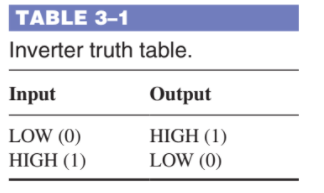 TABLE 3–1
Inverter truth table.
Input Output
LOW (0) HIGH (1)
HIGH (1) LOW (0)